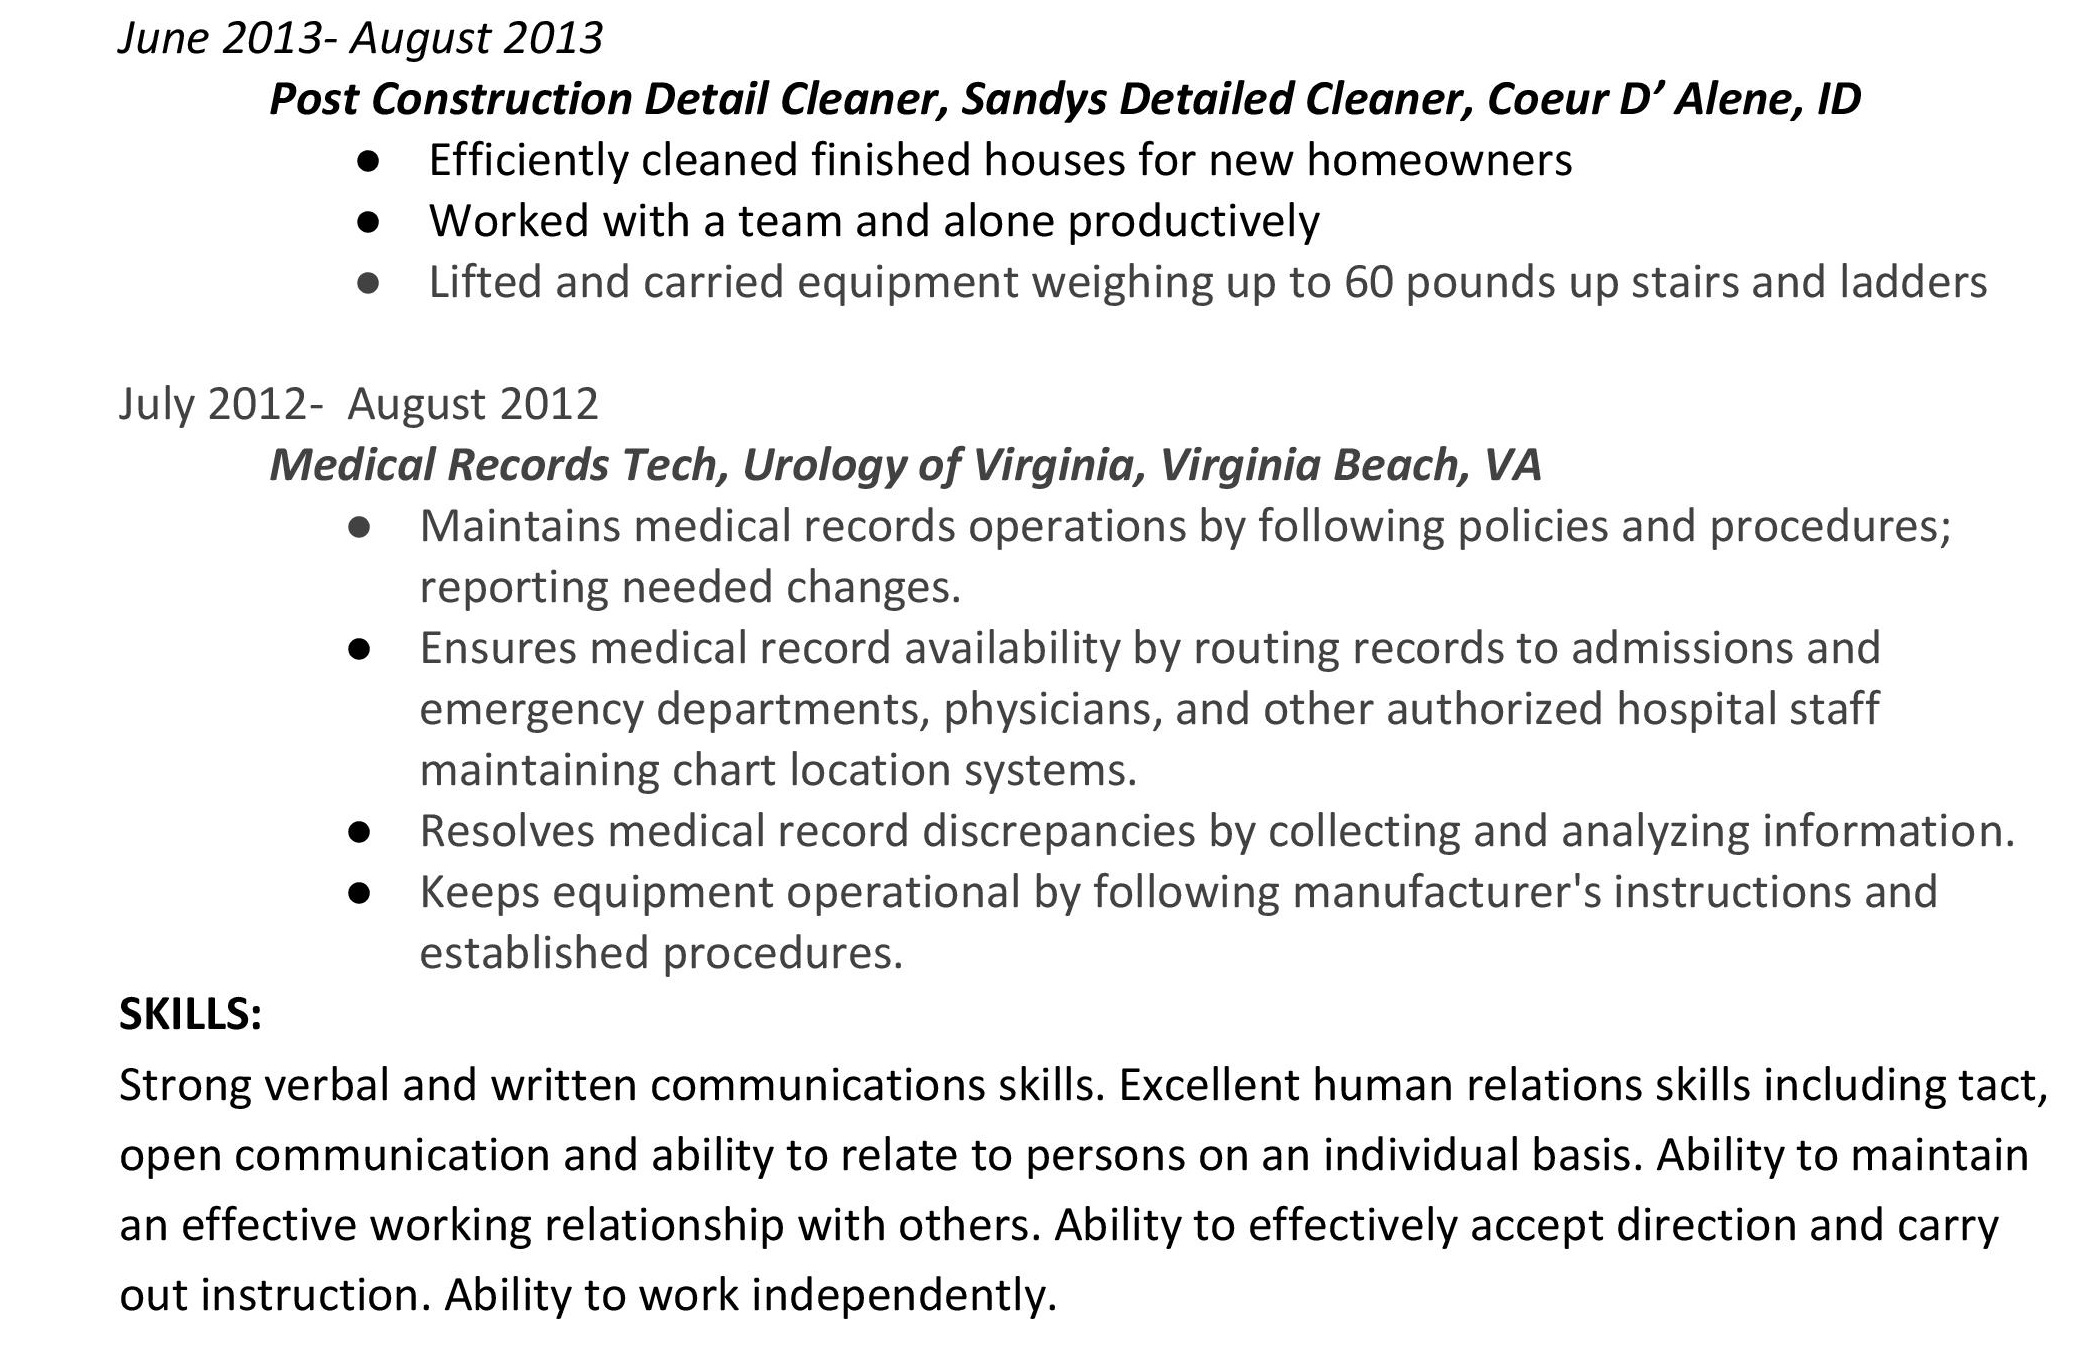 June 2013- August 2013
Post Construction Detail Cleaner, Sandys Detailed Cleaner, Coeur D’ Alene, ID
● Efficiently cleaned finished houses for new homeowners
● Worked with a team and alone productively
● Lifted and carried equipment weighing up to 60 pounds up stairs and ladders
July 2012-  August 2012
Medical Records Tech, Urology of Virginia, Virginia Beach, VA
● Maintains medical records operations by following policies and procedures;
reporting needed changes.
● Ensures medical record availability by routing records to admissions and
emergency departments, physicians, and other authorized hospital staff
maintaining chart location systems.
● Resolves medical record discrepancies by collecting and analyzing information.
● Keeps equipment operational by following manufacturer's instructions and
established procedures.
SKILLS:
Strong verbal and written communications skills. Excellent human relations skills including tact,
open communication and ability to relate to persons on an individual basis. Ability to maintain
an effective working relationship with others. Ability to effectively accept direction and carry
out instruction. Ability to work independently.